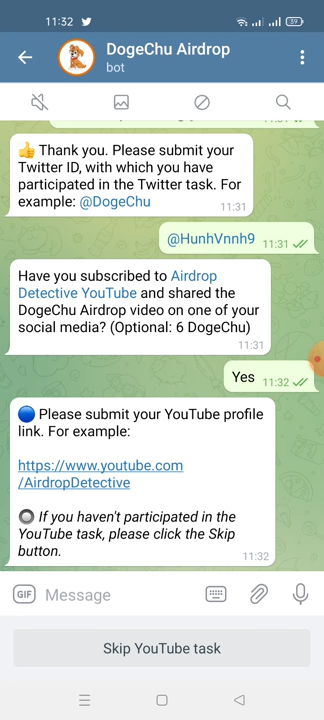 11:32
59
DogeChu Airdrop
bot
👍 Thank you. Please submit your
Twitter ID, with which you have
participated in the Twitter task. For
example: @DogeChu
11:31
@HunhVnnh9 11:31
Have you subscribed to Airdrop
Detective YouTube and shared the
DogeChu Airdrop video on one of your
social media? (Optional: 6 DogeChu)
11:31
Yes 11:32
🔵 Please submit your YouTube profile
link. For example:
https://www.youtube.com
/AirdropDetective
🔘 If you haven't participated in the
YouTube task, please click the Skip
button.
11:32
GIF Message
Skip YouTube task